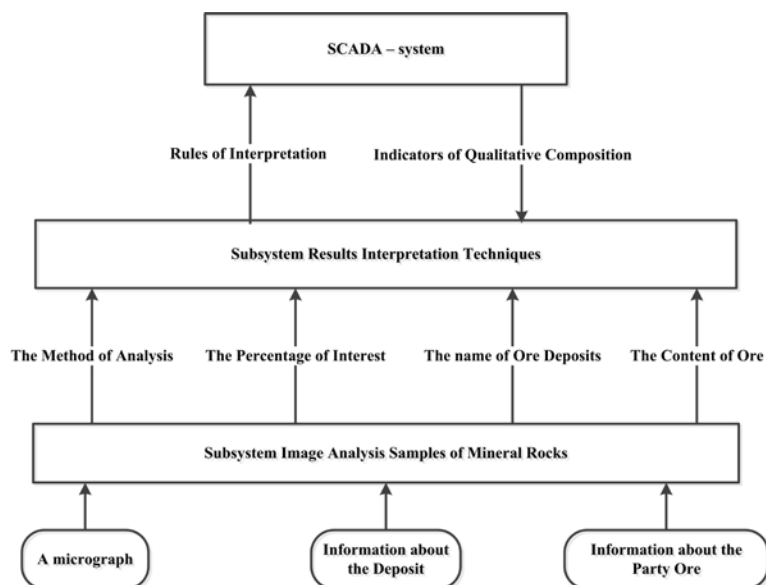 SCADA – system
Rules of Interpretation
Indicators of Qualitative Composition
Subsystem Results Interpretation Techniques
The Method of Analysis
The Percentage of Interest
The name of Ore Deposits
The Content of Ore
Subsystem Image Analysis Samples of Mineral Rocks
A micrograph
Information about
the Deposit
Information about the
Party Ore